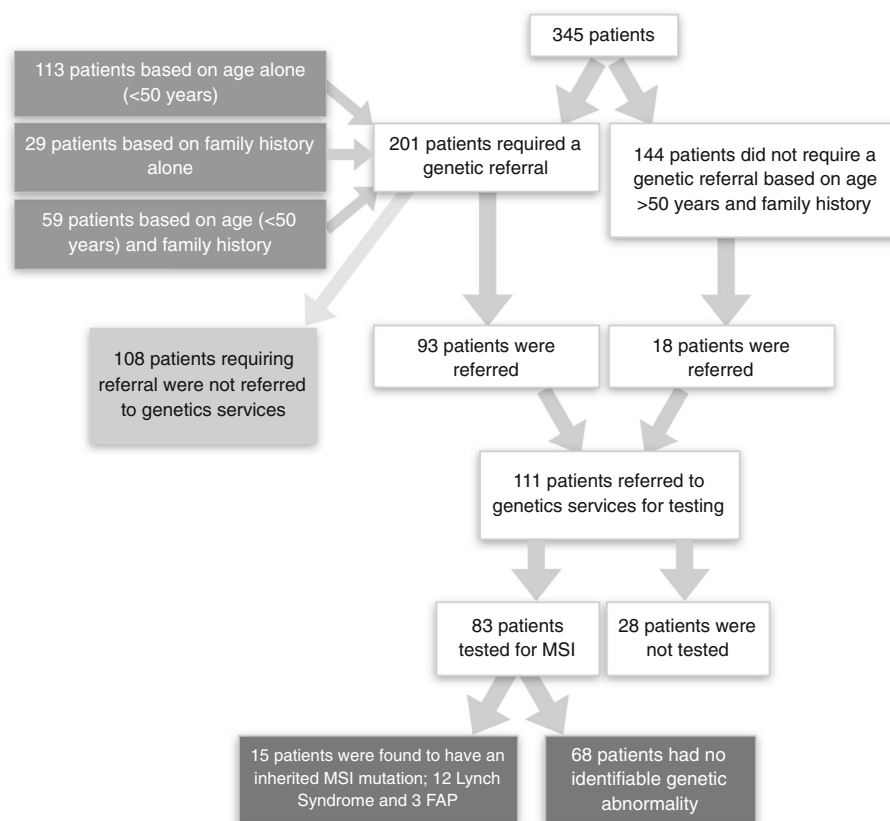 345 patients
113 patients based on age alone
(<50 years)
29 patients based on family history
alone
59 patients based on age (<50
years) and family history
201 patients required a
genetic referral
144 patients did not require a
genetic referral based on age
>50 years and family history
108 patients requiring
referral were not referred
to genetics services
93 patients were
referred
18 patients were
referred
111 patients referred to
genetics services for testing
83 patients
tested for MSI
28 patients were
not tested
15 patients were found to have an
inherited MSI mutation; 12 Lynch
Syndrome and 3 FAP
68 patients had no
identifiable genetic
abnormality